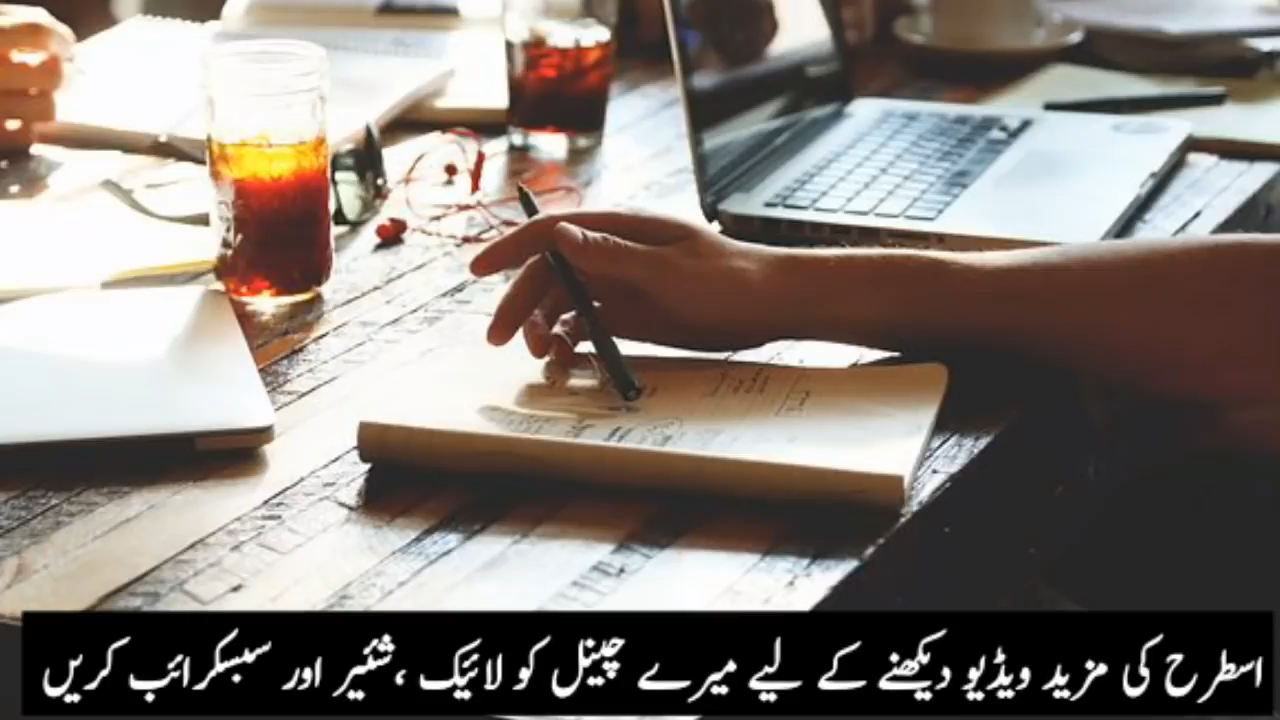 اسطرح کی مزید ویڈیو دیکھنے کے لیے میرے چینل کو لائیک ،شئیر اور سبسکرائب کریں